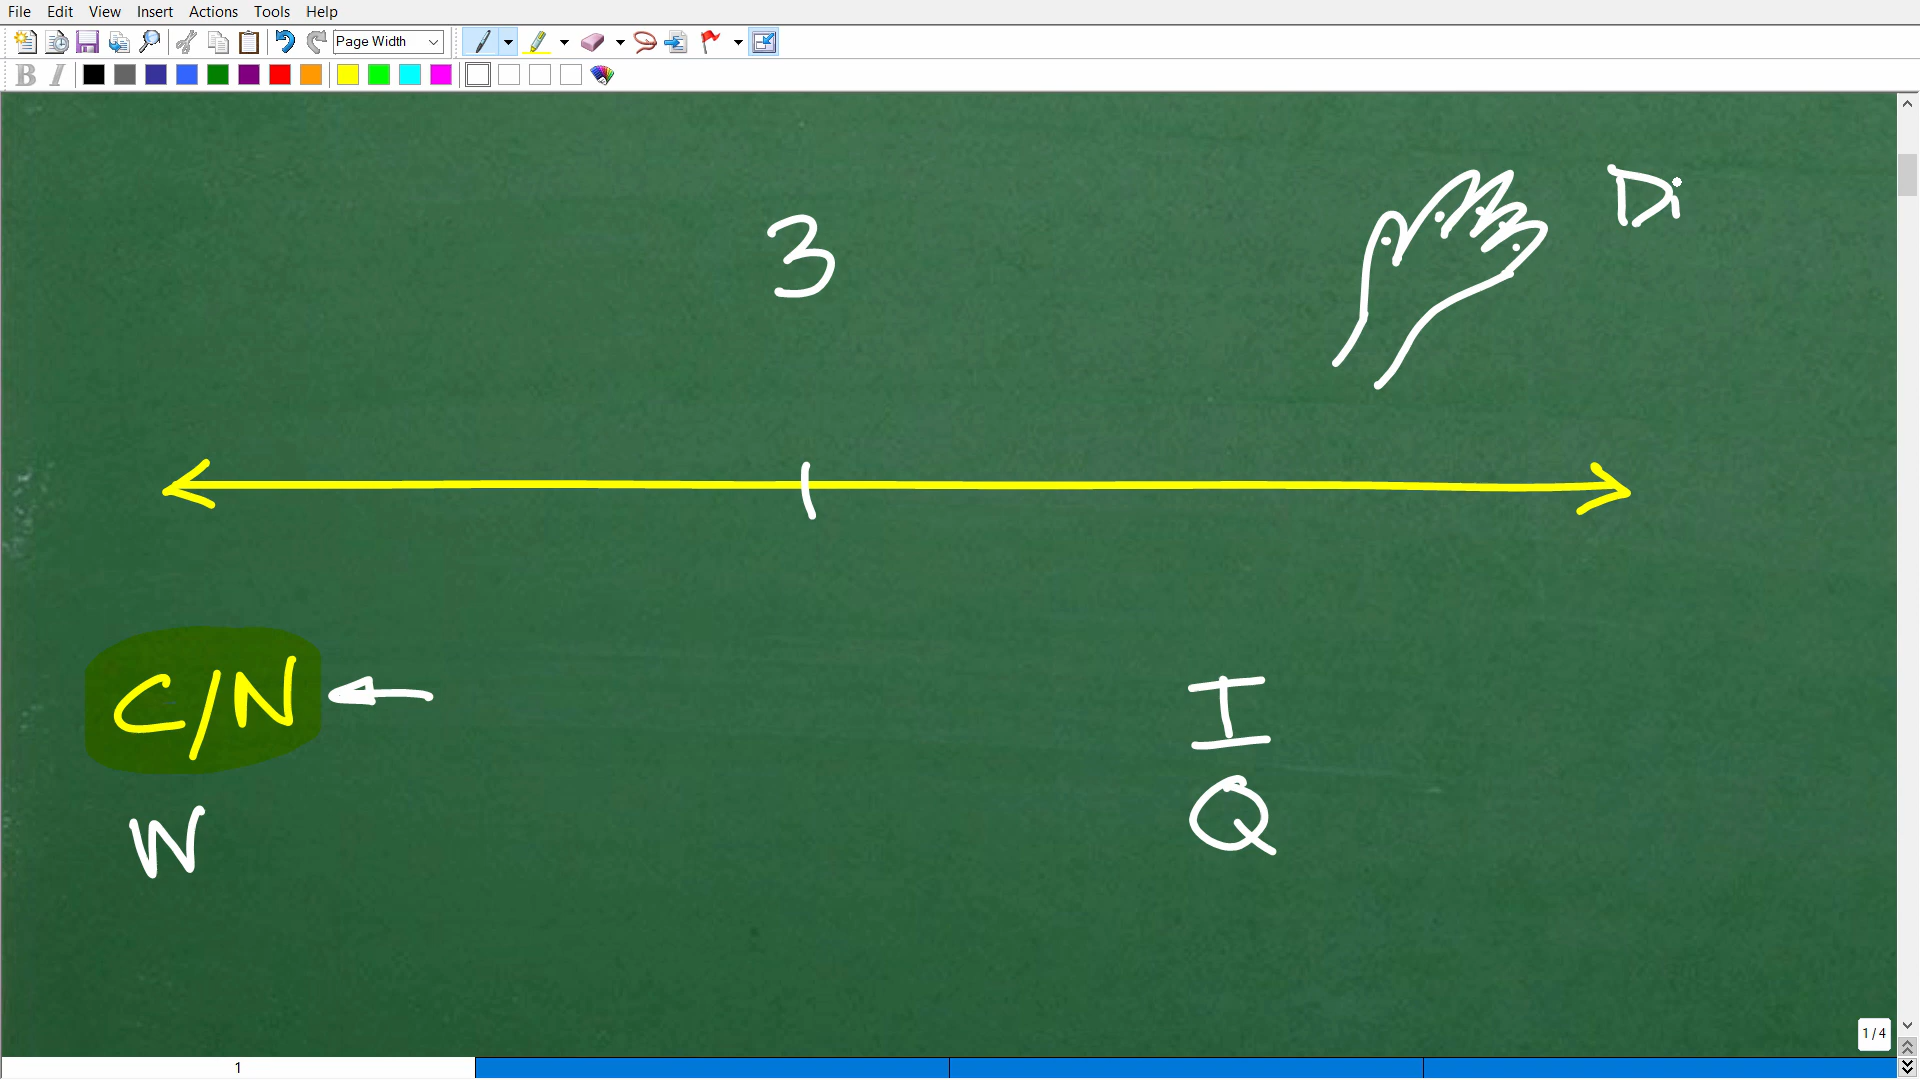 File Edit View Insert Actions Tools Help
Page Width
B I
Di
3
C/N
I
W
Q
1 / 4
1